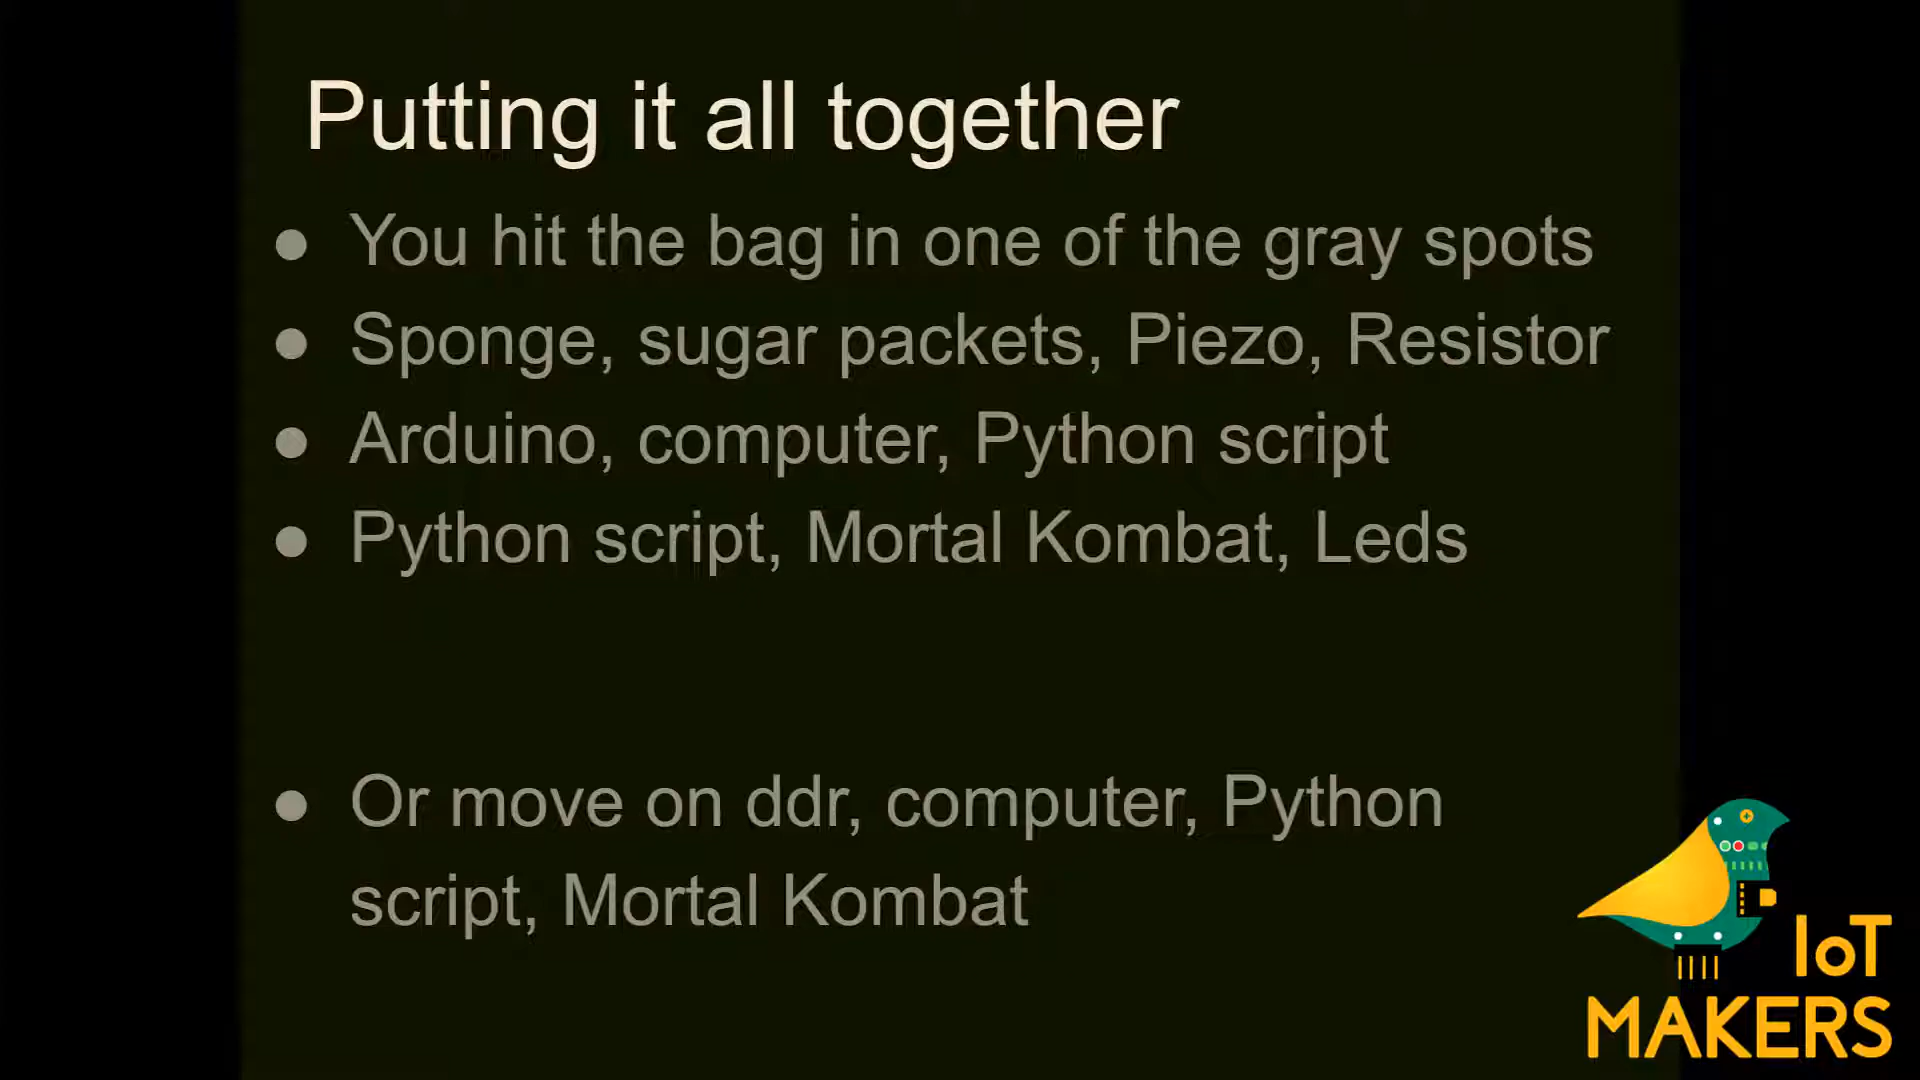 Putting it all together
● You hit the bag in one of the gray spots
● Sponge, sugar packets, Piezo, Resistor
● Arduino, computer, Python script
● Python script, Mortal Kombat, Leds
● Or move on ddr, computer, Python
script, Mortal Kombat
IoT
MAKERS